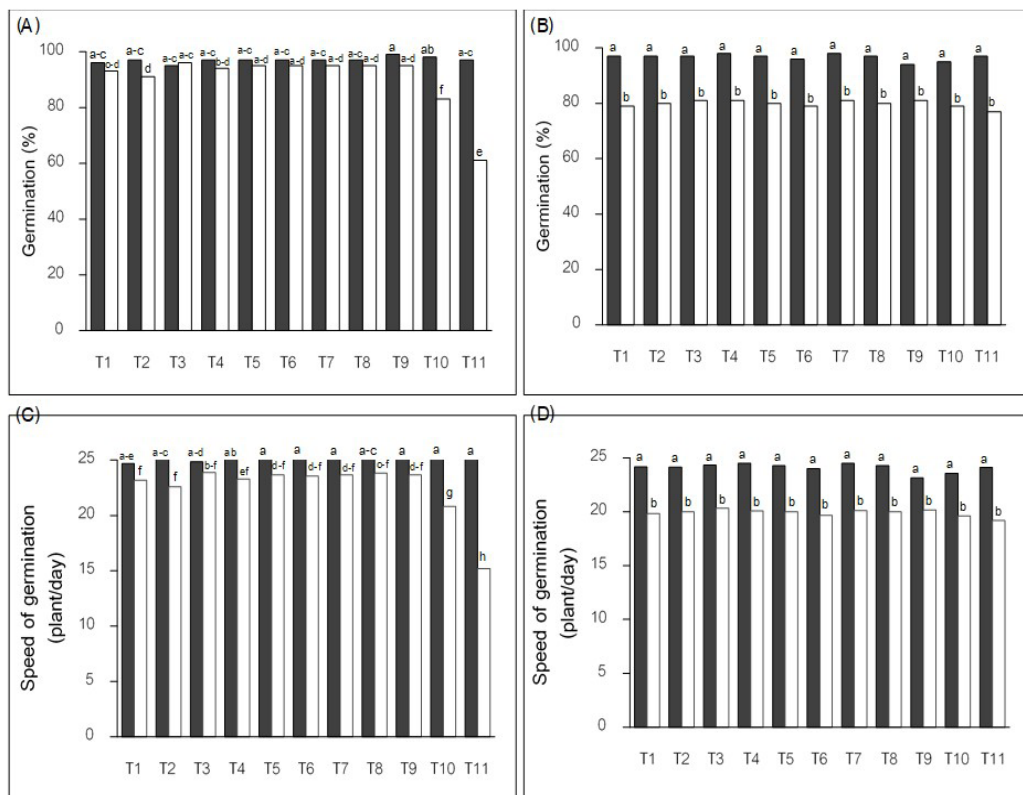 (A)
a-c a-c a-c a-c a-c a-c a-c a-c a ab a-c
c-d d a-c b-d a-d a-d a-d a-d a-d f e
100
80
60
40
20
0
Germination (%)
T1 T2 T3 T4 T5 T6 T7 T8 T9 T10 T11
(B)
a a a a a a a a a a a
b b b b b b b b b b b
100
80
60
40
20
0
Germination (%)
T1 T2 T3 T4 T5 T6 T7 T8 T9 T10 T11
(C)
a-e a-c a-d ab a a a a-c a a a
f f b-f ef d-f d-f d-f c-f d-f g h
25
20
15
10
5
0
Speed of germination
(plant/day)
T1 T2 T3 T4 T5 T6 T7 T8 T9 T10 T11
(D)
a a a a a a a a a a a
b b b b b b b b b b b
25
20
15
10
5
0
Speed of germination
(plant/day)
T1 T2 T3 T4 T5 T6 T7 T8 T9 T10 T11